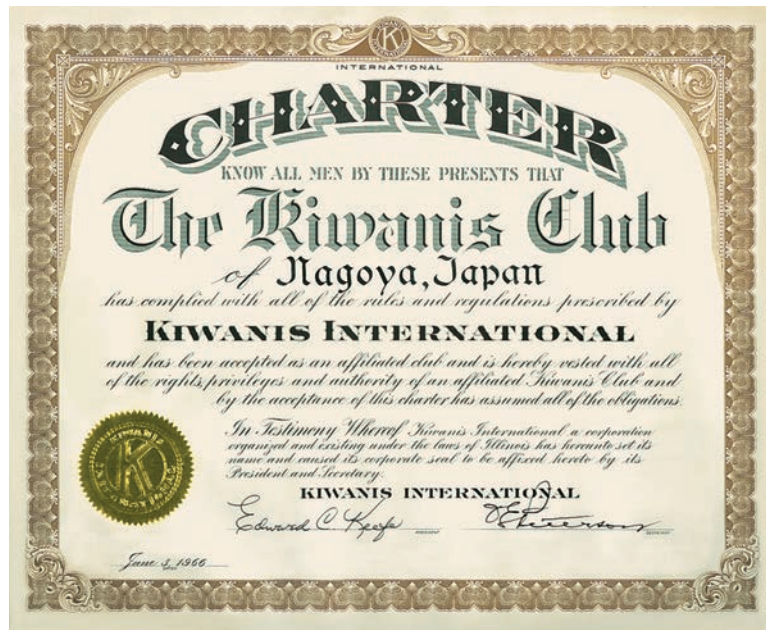 K
INTERNATIONAL
CHARTER
KNOW ALL MEN BY THESE PRESENTS THAT
The Kiwanis Club
of Nagoya, Japan
has complied with all of the rules and regulations prescribed by
KIWANIS INTERNATIONAL
and has been accepted as an affiliated club and is hereby vested with all
of the rights, privileges and authority of an affiliated Kiwanis Club and
by the acceptance of this charter has assumed all of the obligations.
In Testimony Whereof Kiwanis International a corporation
organized and existing under the laws of Illinois has hereunto set its
name and caused its corporate seal to be affixed hereto by its
President and Secretary.
KIWANIS INTERNATIONAL
Edward C. Keefe
PRESIDENT
Peterson
SECRETARY
K
June 3, 1966